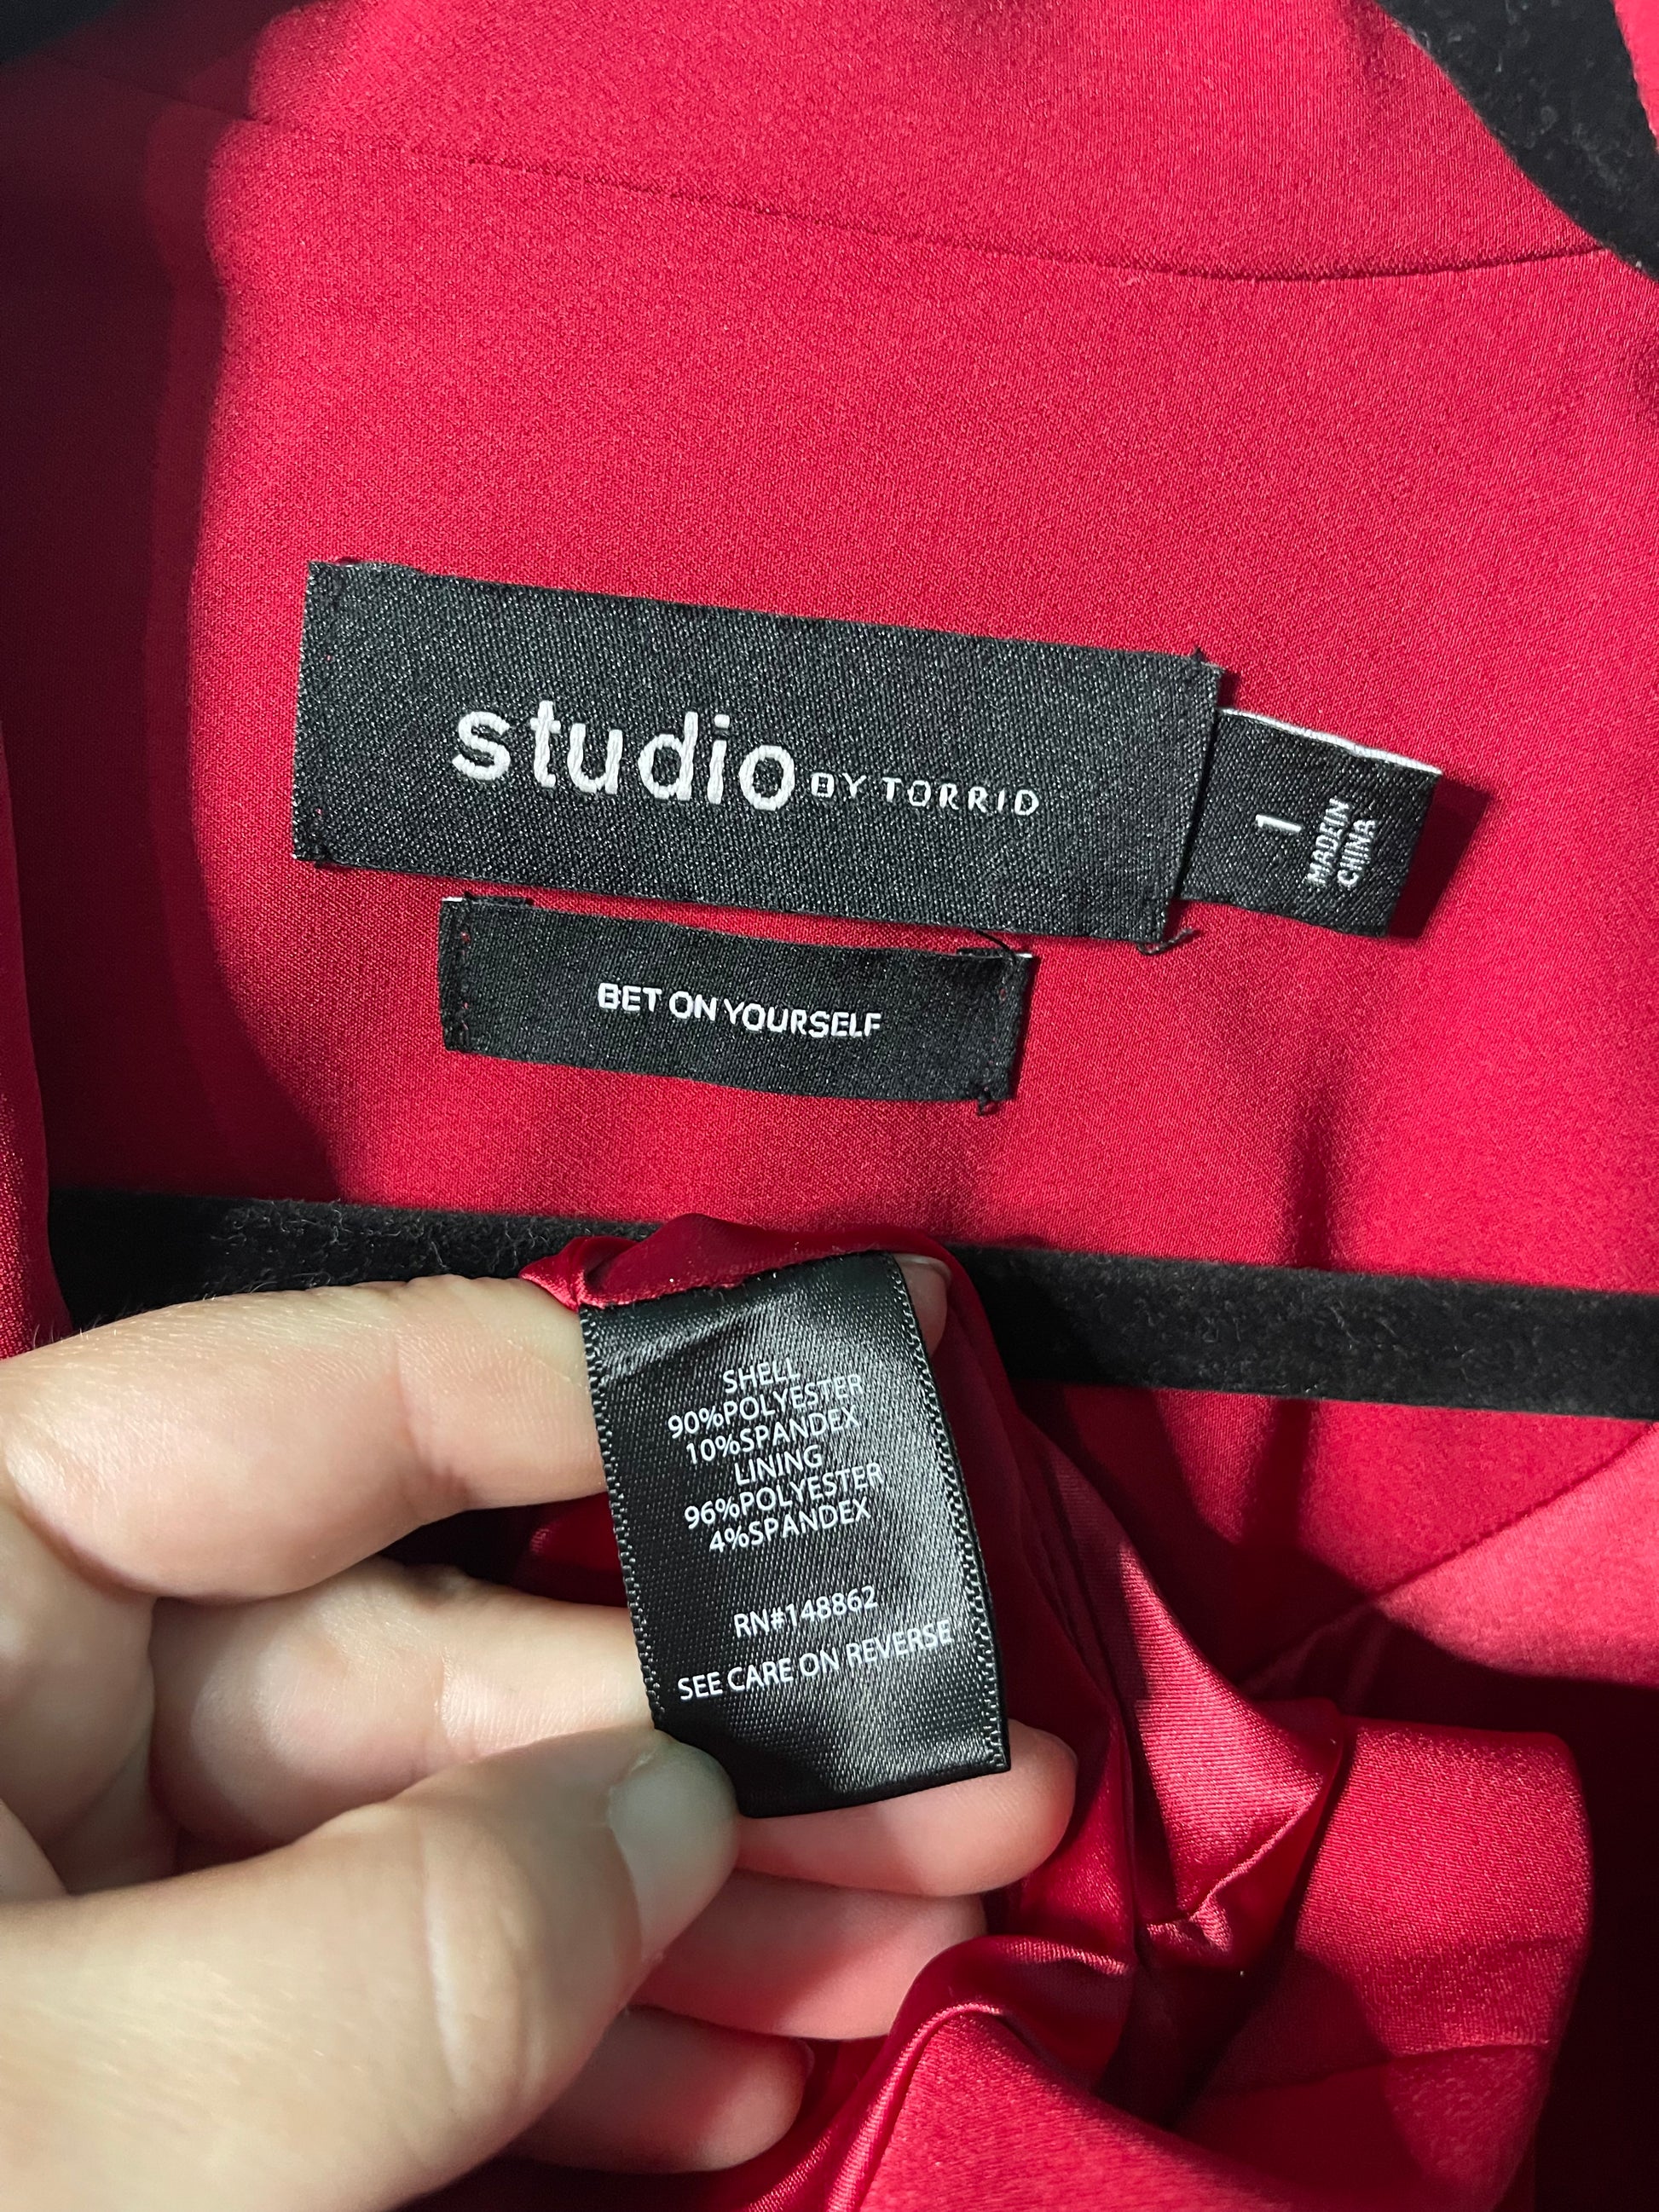 studio BY TORRID
1
MADE IN
CHINA
BET ON YOURSELF
SHELL
90%POLYESTER
10%SPANDEX
LINING
96%POLYESTER
4%SPANDEX
RN#148862
SEE CARE ON REVERSE